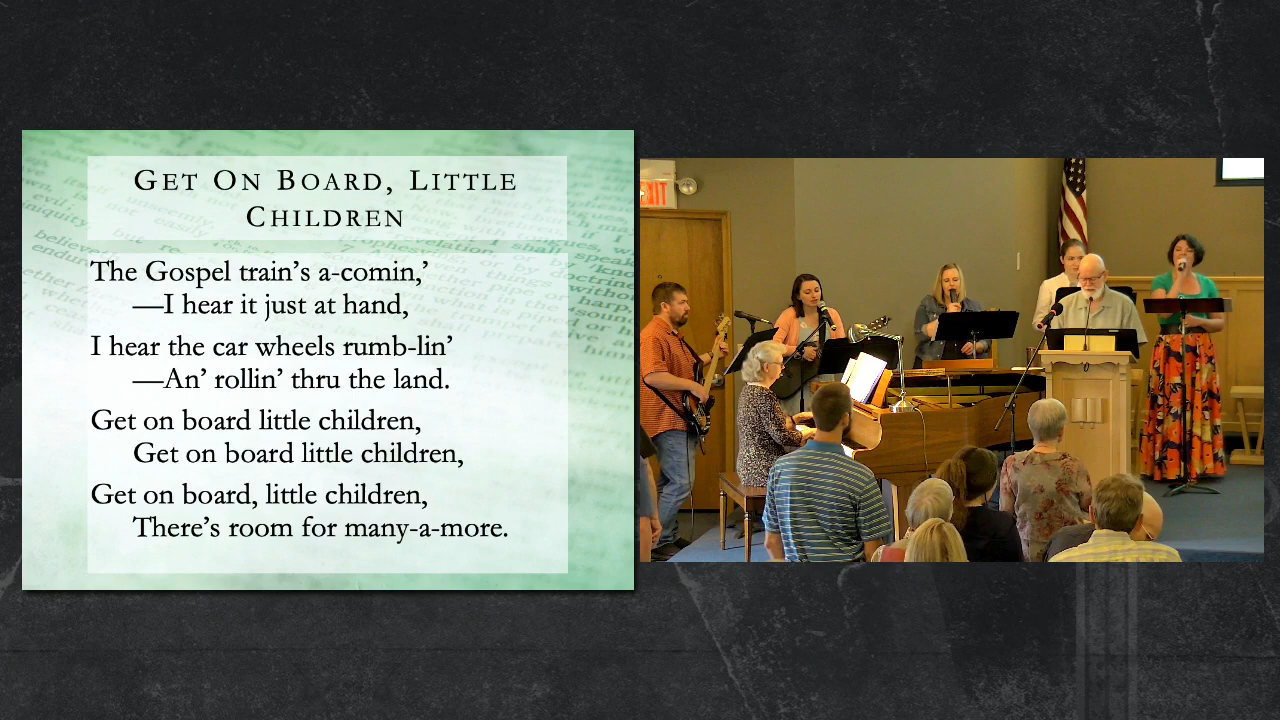 GET ON BOARD, LITTLE
CHILDREN
The Gospel train's a-comin,'
—I hear it just at hand,
I hear the car wheels rumb-lin'
—An' rollin' thru the land.
Get on board little children,
Get on board little children,
Get on board, little children,
There's room for many-a-more.
EXIT